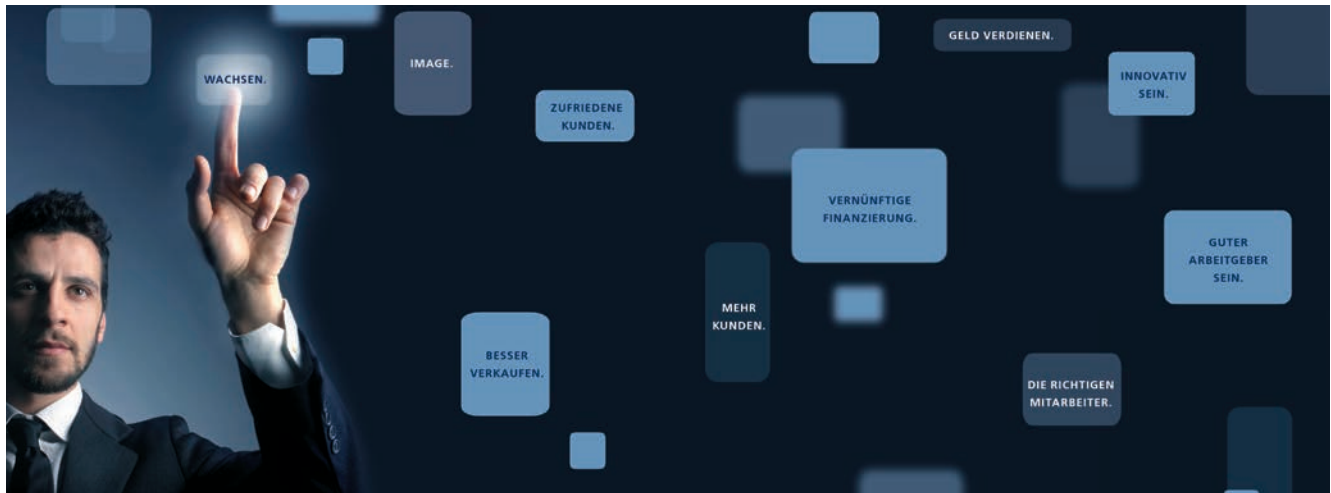 WACHSEN.
IMAGE.
ZUFRIEDENE
KUNDEN.
GELD VERDIENEN.
INNOVATIV
SEIN.
VERNÜNFTIGE
FINANZIERUNG.
GUTER
ARBEITGEBER
SEIN.
MEHR
KUNDEN.
BESSER
VERKAUFEN.
DIE RICHTIGEN
MITARBEITER.